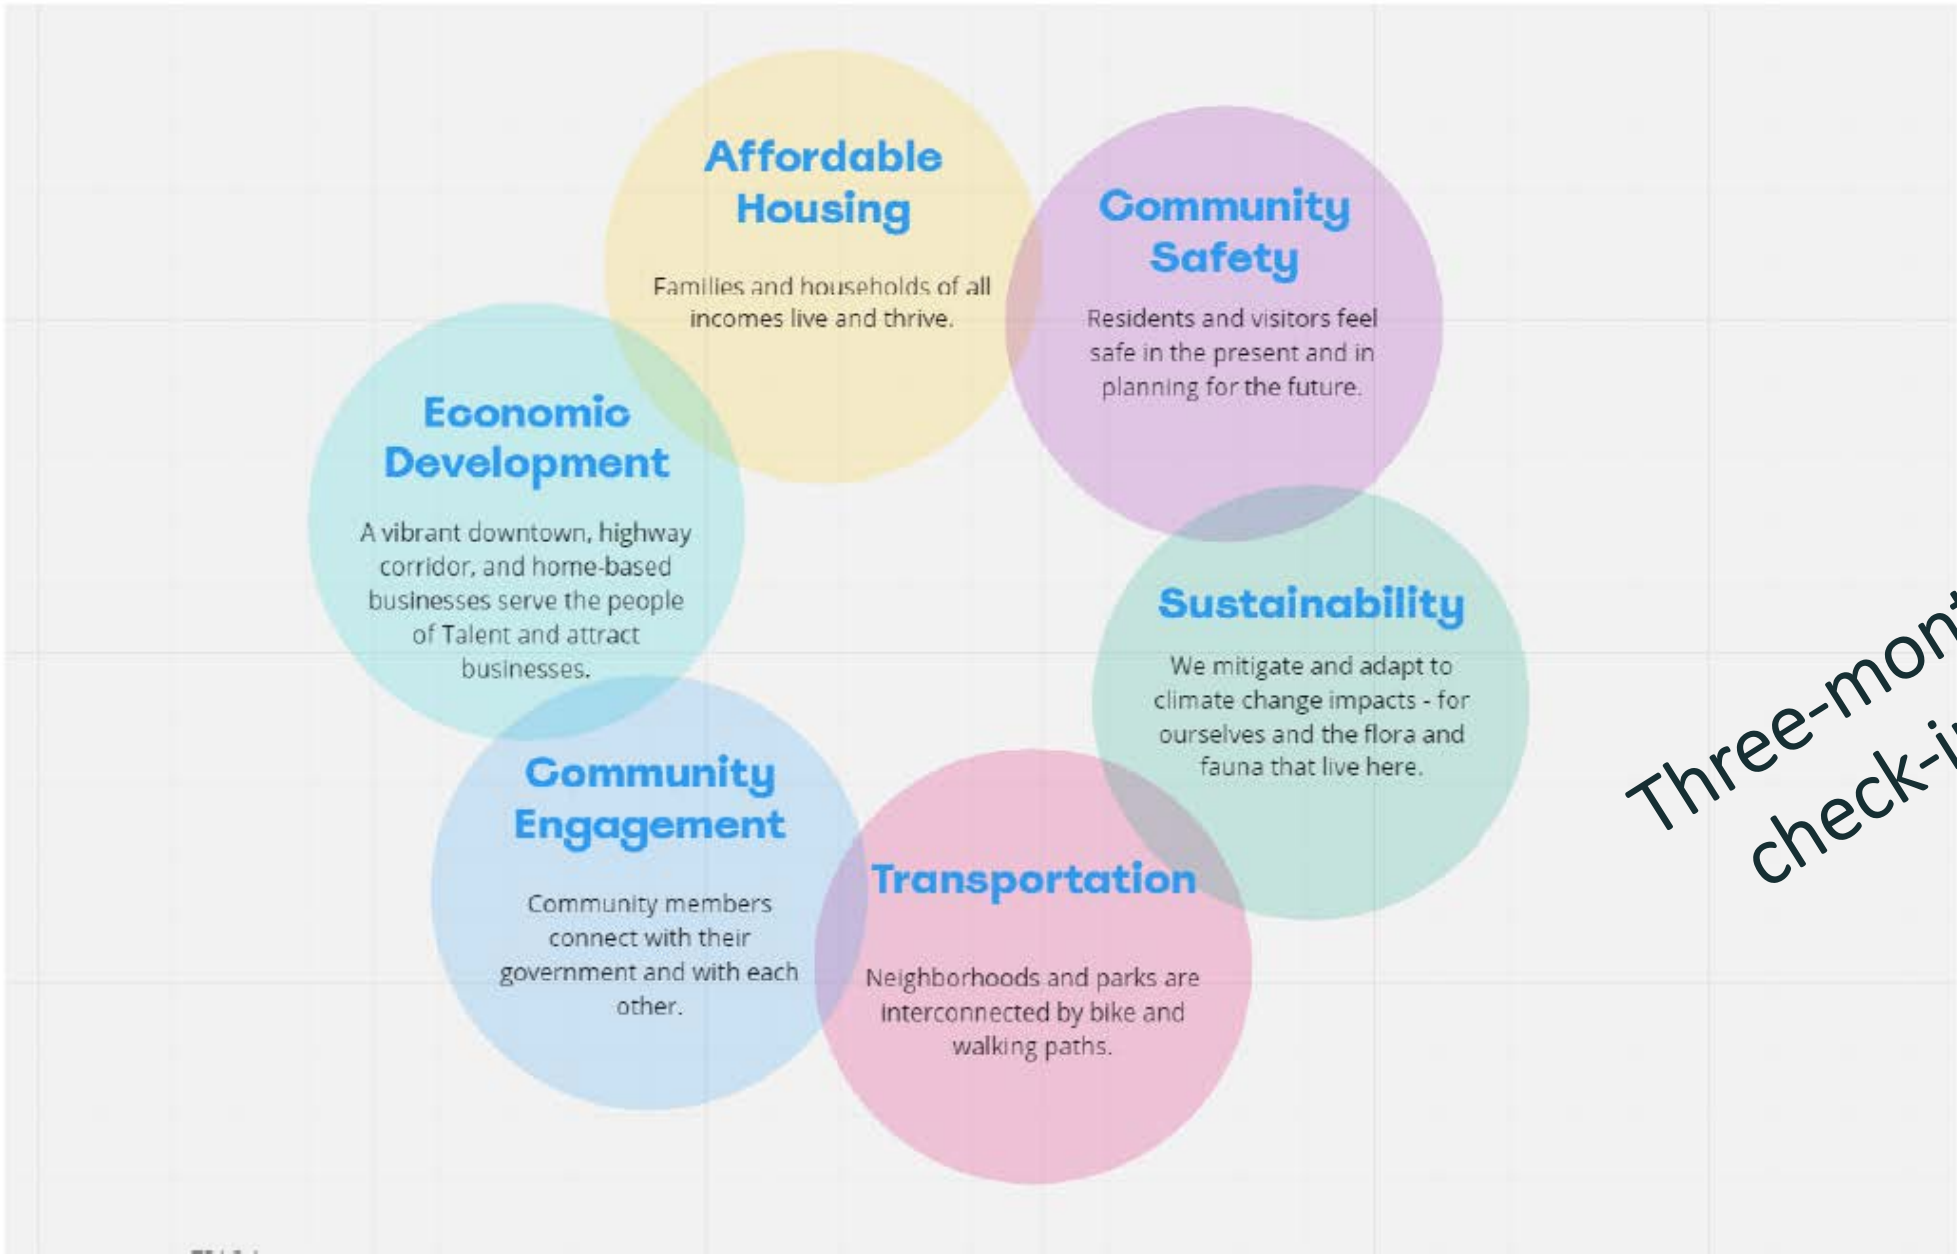 Affordable
Housing
Families and households of all
incomes live and thrive.
Community
Safety
Residents and visitors feel
safe in the present and in
planning for the future.
Economic
Development
A vibrant downtown, highway
corridor, and home-based
businesses serve the people
of Talent and attract
businesses.
Sustainability
We mitigate and adapt to
climate change impacts - for
ourselves and the flora and
fauna that live here.
Community
Engagement
Community members
connect with their
government and with each
other.
Transportation
Neighborhoods and parks are
interconnected by bike and
walking paths.
Three-mont
check-i